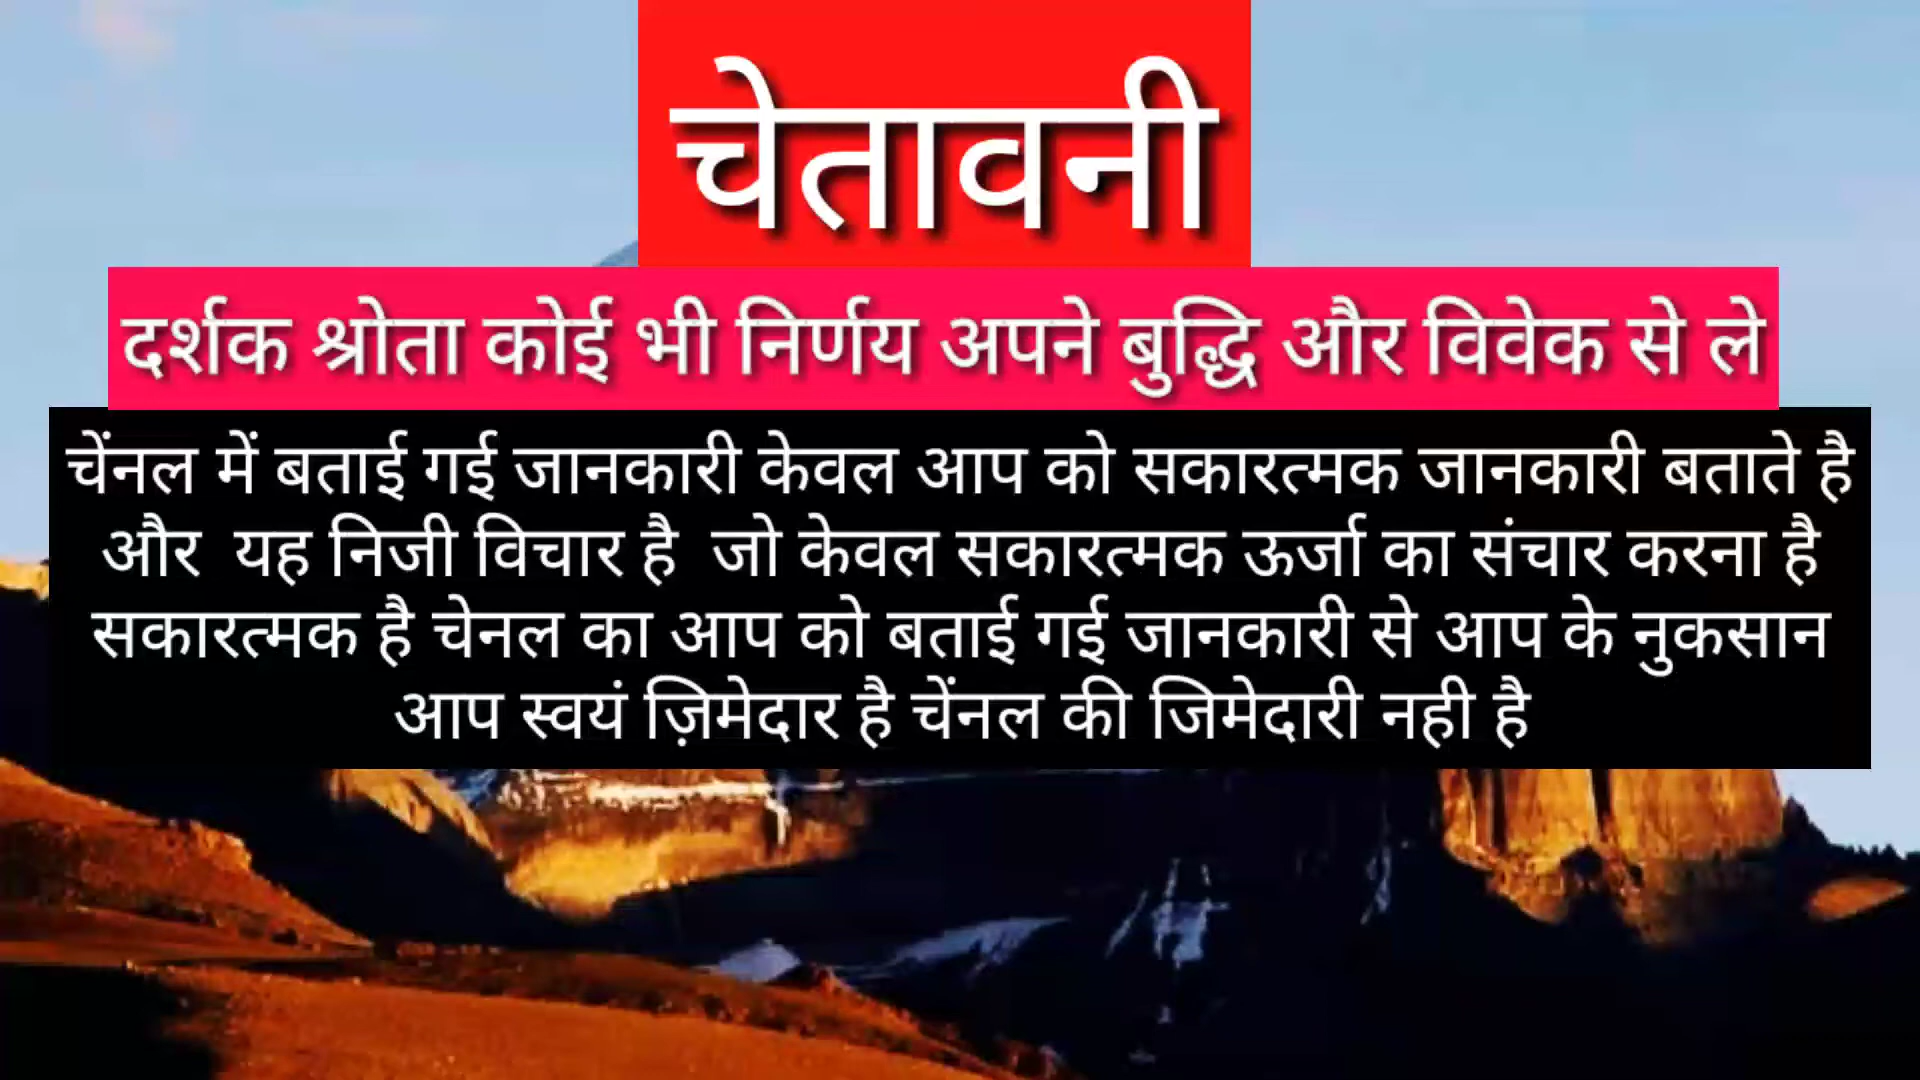 चेतावनी
दर्शक श्रोता कोई भी निर्णय अपने बुद्धि और विवेक से ले
चेंनल में बताई गई जानकारी केवल आप को सकारत्मक जानकारी बताते है
और यह निजी विचार है जो केवल सकारत्मक ऊर्जा का संचार करना है
सकारत्मक है चेनल का आप को बताई गई जानकारी से आप के नुकसान
आप स्वयं ज़िमेदार है चेंनल की जिमेदारी नही है